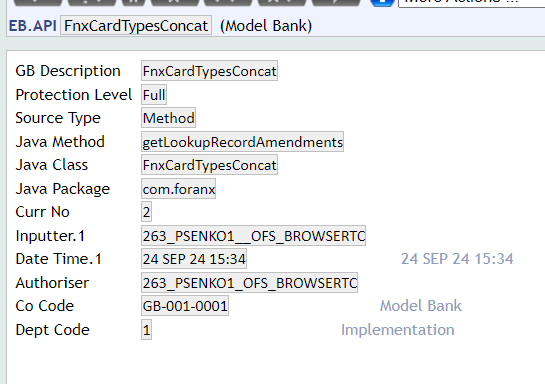 More Actions ...
EB.API FnxCardTypesConcat (Model Bank)
GB Description FnxCardTypesConcat
Protection Level Full
Source Type Method
Java Method getLookupRecordAmendments
Java Class FnxCardTypesConcat
Java Package com.foranx
Curr No 2
Inputter.1 263_PSENKO1__OFS_BROWSERTC
Date Time.1 24 SEP 24 15:34 24 SEP 24 15:34
Authoriser 263_PSENKO1_OFS_BROWSERTC
Co Code GB-001-0001 Model Bank
Dept Code 1 Implementation